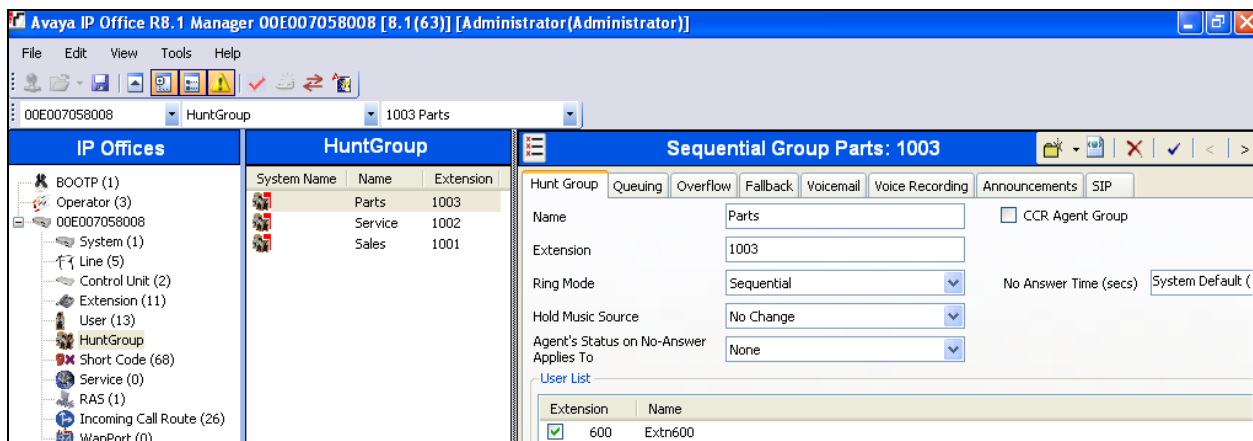 Avaya IP Office R8.1 Manager 00E007058008 [8.1(63)] [Administrator(Administrator)]
File Edit View Tools Help
00E007058008 HuntGroup 1003 Parts
IP Offices
BOOTP (1)
Operator (3)
00E007058008
System (1)
Line (5)
Control Unit (2)
Extension (11)
User (13)
HuntGroup
Short Code (68)
Service (0)
RAS (1)
Incoming Call Route (26)
WanPort (0)
HuntGroup
System Name Name Extension
Parts 1003
Service 1002
Sales 1001
Sequential Group Parts: 1003
Hunt Group Queuing Overflow Fallback Voicemail Voice Recording Announcements SIP
Name Parts CCR Agent Group
Extension 1003
Ring Mode Sequential No Answer Time (secs) System Default (
Hold Music Source No Change
Agent's Status on No-Answer
Applies To None
User List
Extension Name
600 Extn600